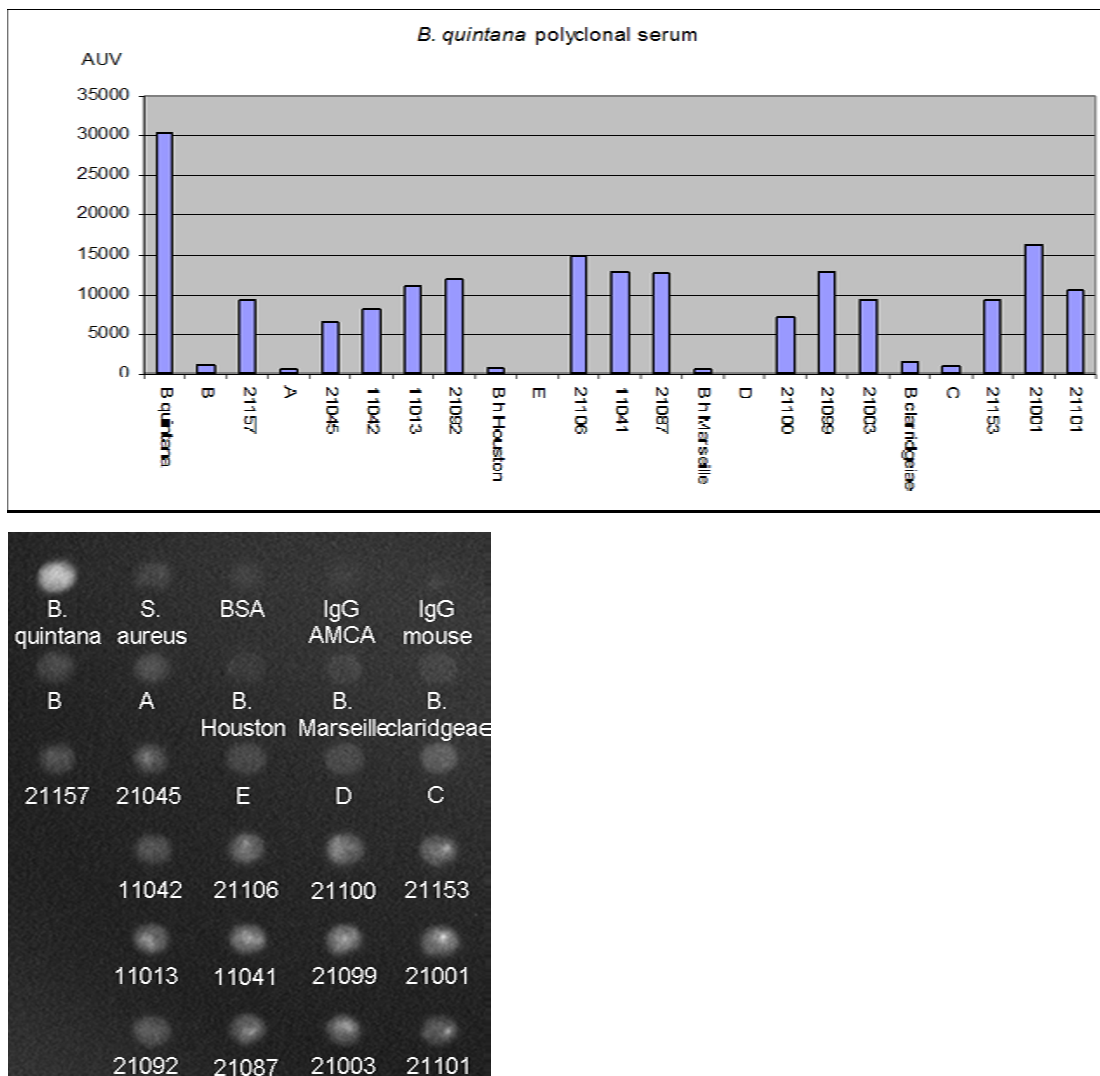 B. quintana polyclonal serum
AUV
35000
30000
25000
20000
15000
10000
5000
0
B quintana
B
21157
A
21045
11042
11013
21092
B h Houston
E
21106
11041
21087
B h Marseille
D
21100
21099
21003
B clarridgeiae
C
21153
21001
21101
B. S. BSA IgG IgG
quintana aureus AMCA mouse
B A B. B. B.
Houston Marseille claridgeae
21157 21045 E D C
11042 21106 21100 21153
11013 11041 21099 21001
21092 21087 21003 21101